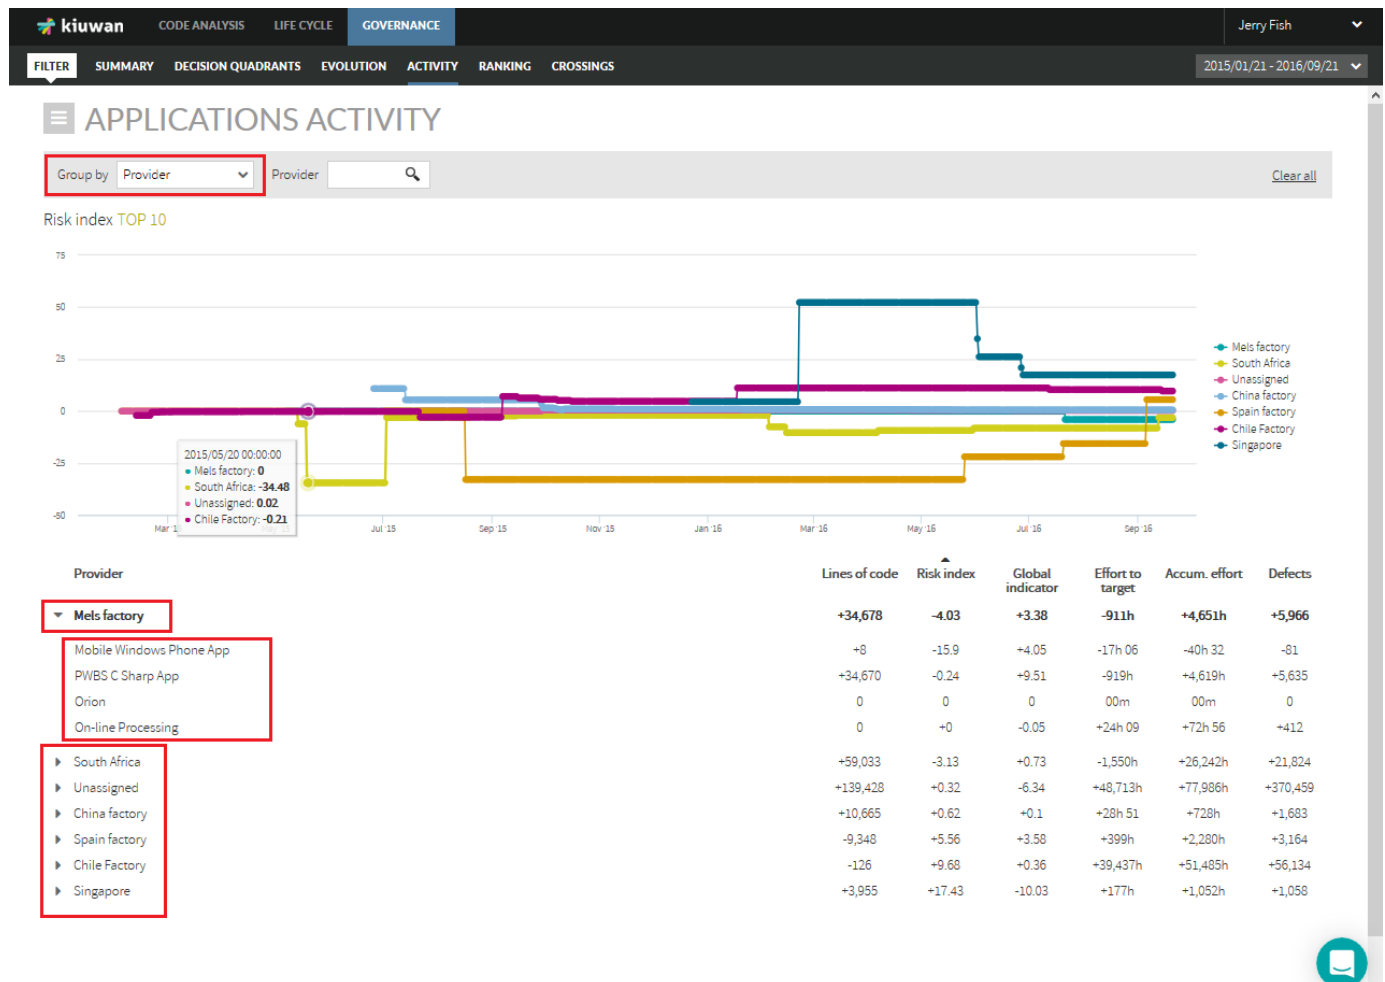 kiuwan CODE ANALYSIS LIFE CYCLE GOVERNANCE Jerry Fish
FILTER SUMMARY DECISION QUADRANTS EVOLUTION ACTIVITY RANKING CROSSINGS 2015/01/21 - 2016/09/21
APPLICATIONS ACTIVITY
Group by Provider Provider Clear all
Risk index TOP 10
75
50
25
0
-25
-50
Mels factory
South Africa
Unassigned
China factory
Spain factory
Chile Factory
Singapore
2015/05/20 00:00:00
Mels factory: 0
South Africa: -34.48
Unassigned: 0.02
Chile Factory: -0.21
Mar '1 Jul '15 Sep '15 Nov '15 Jan '16 Mar '16 May '16 Jul '16 Sep '16
Provider Lines of code Risk index Global indicator Effort to target Accum. effort Defects
Mels factory +34,678 -4.03 +3.38 -911h +4,651h +5,966
Mobile Windows Phone App +8 -15.9 +4.05 -17h 06 -40h 32 -81
PWBS C Sharp App +34,670 -0.24 +9.51 -919h +4,619h +5,635
Orion 0 0 0 00m 00m 0
On-line Processing 0 +0 -0.05 +24h 09 +72h 56 +412
South Africa +59,033 -3.13 +0.73 -1,550h +26,242h +21,824
Unassigned +139,428 +0.32 -6.34 +48,713h +77,986h +370,459
China factory +10,665 +0.62 +0.1 +28h 51 +728h +1,683
Spain factory -9,348 +5.56 +3.58 +399h +2,280h +3,164
Chile Factory -126 +9.68 +0.36 +39,437h +51,485h +56,134
Singapore +3,955 +17.43 -10.03 +177h +1,052h +1,058